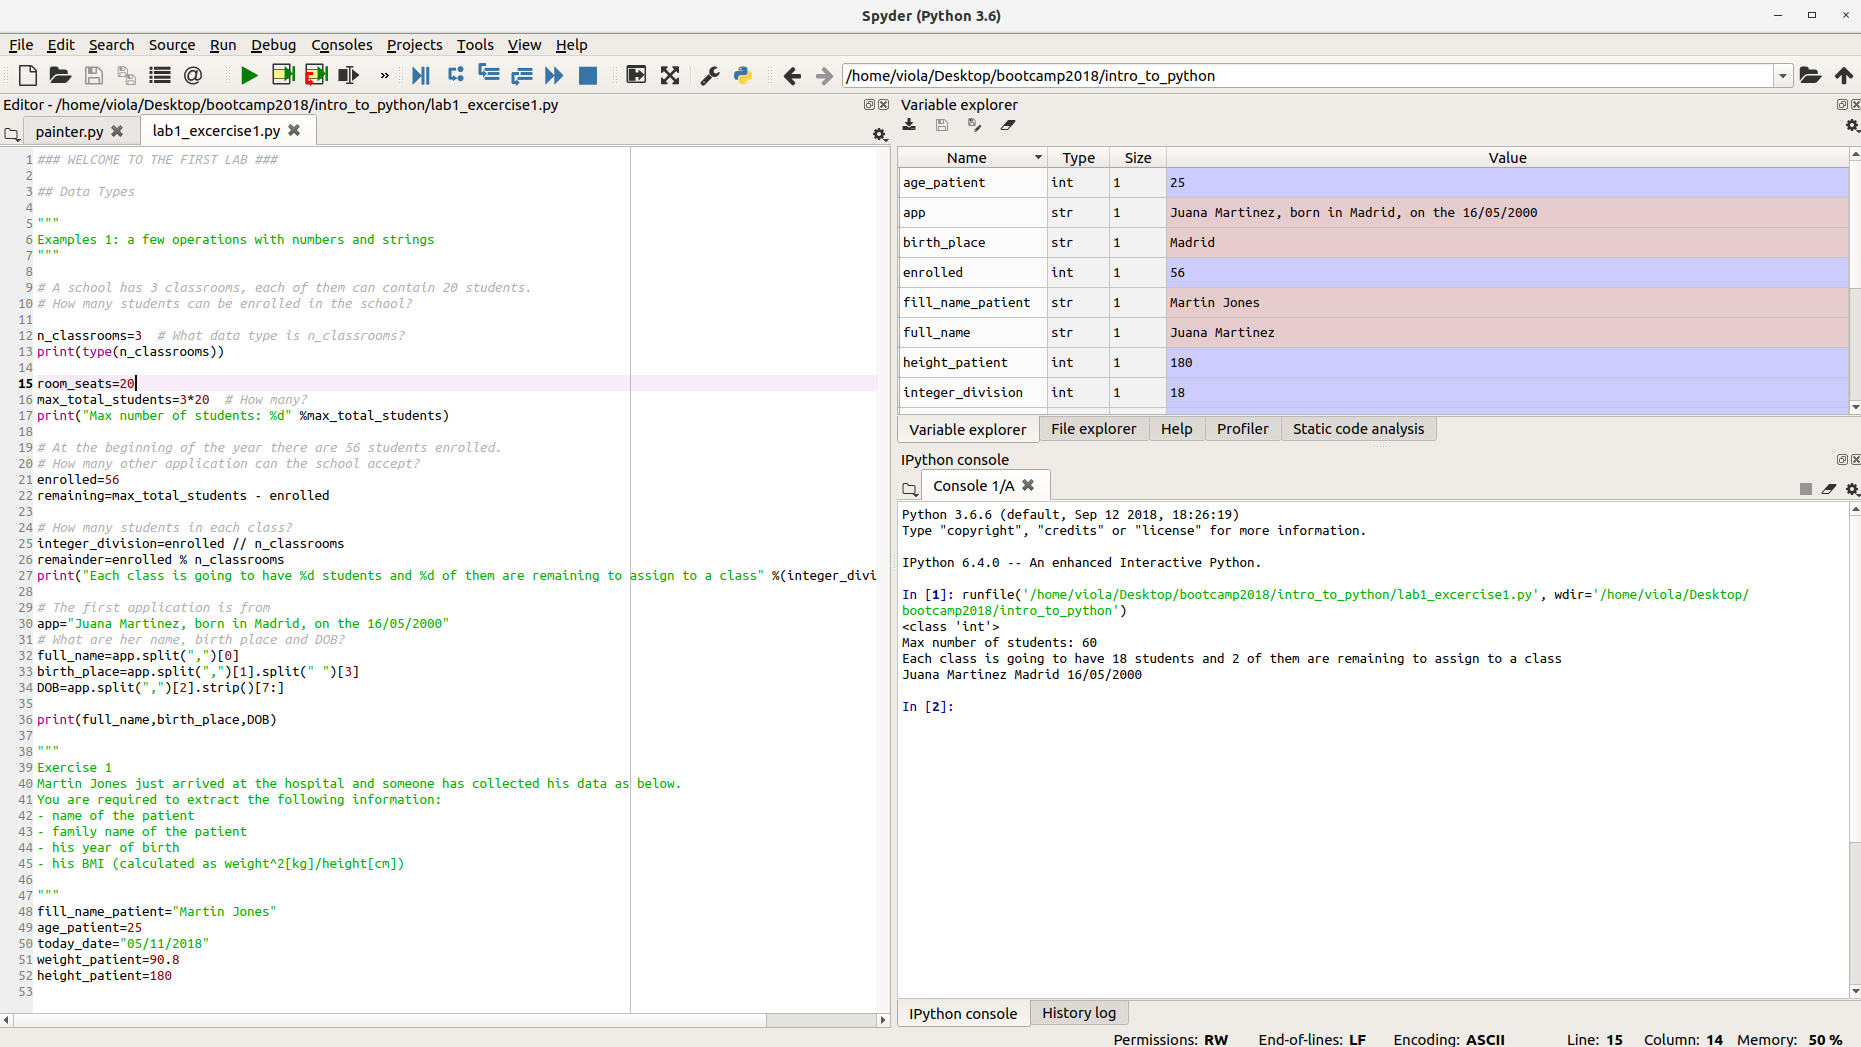 Spyder (Python 3.6)
File Edit Search Source Run Debug Consoles Projects Tools View Help
/home/viola/Desktop/bootcamp2018/intro_to_python
Editor - /home/viola/Desktop/bootcamp2018/intro_to_python/lab1_excercise1.py
painter.py lab1_excercise1.py
1 ### WELCOME TO THE FIRST LAB ###
2
3 ## Data Types
4
5 """
6 Examples 1: a few operations with numbers and strings
7 """
8
9 # A school has 3 classrooms, each of them can contain 20 students.
10 # How many students can be enrolled in the school?
11
12 n_classrooms=3  # What data type is n_classrooms?
13 print(type(n_classrooms))
14
15 room_seats=20
16 max_total_students=3*20  # How many?
17 print("Max number of students: %d" %max_total_students)
18
19 # At the beginning of the year there are 56 students enrolled.
20 # How many other application can the school accept?
21 enrolled=56
22 remaining=max_total_students - enrolled
23
24 # How many students in each class?
25 integer_division=enrolled // n_classrooms
26 remainder=enrolled % n_classrooms
27 print("Each class is going to have %d students and %d of them are remaining to assign to a class" %(integer_divi
28
29 # The first application is from
30 app="Juana Martinez, born in Madrid, on the 16/05/2000"
31 # What are her name, birth place and DOB?
32 full_name=app.split(",")[0]
33 birth_place=app.split(",")[1].split(" ")[3]
34 DOB=app.split(",")[2].strip()[7:]
35
36 print(full_name,birth_place,DOB)
37
38 """
39 Exercise 1
40 Martin Jones just arrived at the hospital and someone has collected his data as below.
41 You are required to extract the following information:
42 - name of the patient
43 - family name of the patient
44 - his year of birth
45 - his BMI (calculated as weight^2[kg]/height[cm])
46
47 """
48 fill_name_patient="Martin Jones"
49 age_patient=25
50 today_date="05/11/2018"
51 weight_patient=90.8
52 height_patient=180
53
Variable explorer
Name Type Size Value
age_patient int 1 25
app str 1 Juana Martinez, born in Madrid, on the 16/05/2000
birth_place str 1 Madrid
enrolled int 1 56
fill_name_patient str 1 Martin Jones
full_name str 1 Juana Martinez
height_patient int 1 180
integer_division int 1 18
Variable explorer File explorer Help Profiler Static code analysis
IPython console
Console 1/A
Python 3.6.6 (default, Sep 12 2018, 18:26:19)
Type "copyright", "credits" or "license" for more information.
IPython 6.4.0 -- An enhanced Interactive Python.
In [1]: runfile('/home/viola/Desktop/bootcamp2018/intro_to_python/lab1_excercise1.py', wdir='/home/viola/Desktop/
bootcamp2018/intro_to_python')
<class 'int'>
Max number of students: 60
Each class is going to have 18 students and 2 of them are remaining to assign to a class
Juana Martinez Madrid 16/05/2000
In [2]:
IPython console History log
Permissions: RW End-of-lines: LF Encoding: ASCII Line: 15 Column: 14 Memory: 50 %